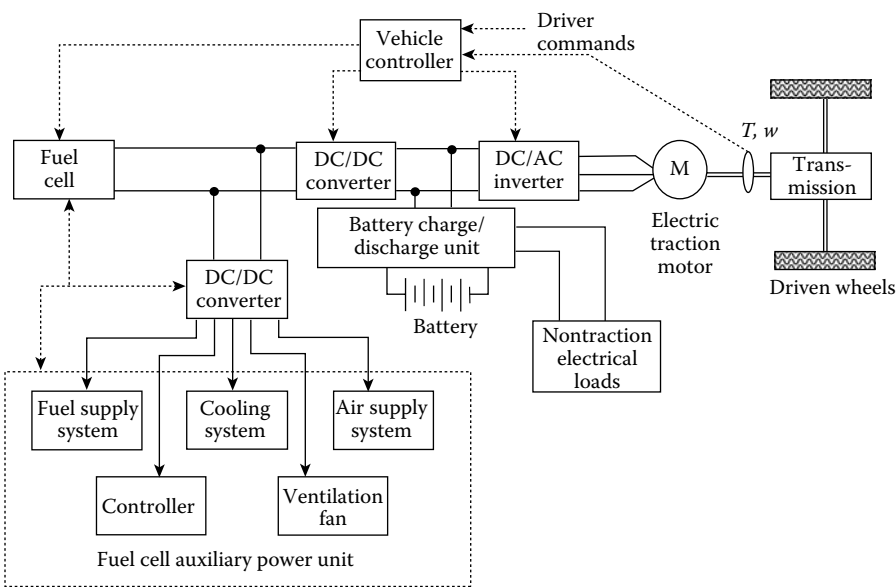 Vehicle
controller
Driver
commands
T, w
Fuel
cell
DC/DC
converter
DC/AC
inverter
M
Trans-
mission
Electric
traction
motor
Battery charge/
discharge unit
DC/DC
converter
Driven wheels
Battery
Nontraction
electrical
loads
Fuel supply
system
Cooling
system
Air supply
system
Controller
Ventilation
fan
Fuel cell auxiliary power unit